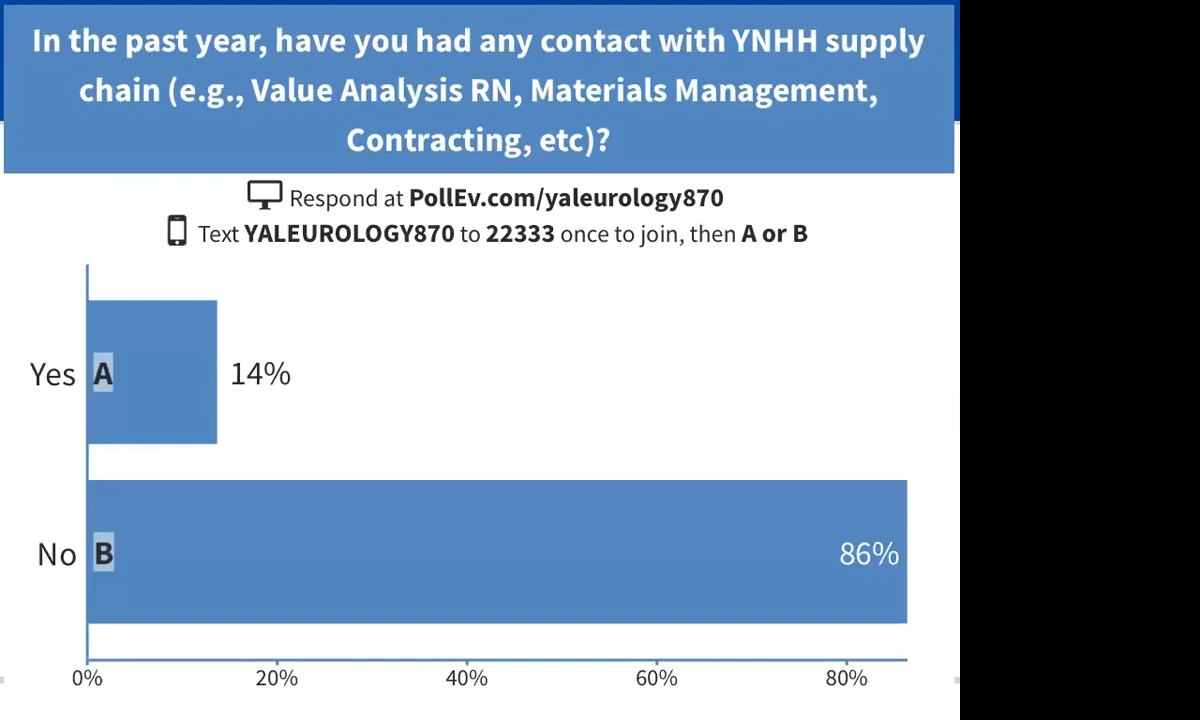 In the past year, have you had any contact with YNHH supply
chain (e.g., Value Analysis RN, Materials Management,
Contracting, etc)?
Respond at PollEv.com/yaleurology870
Text YALEUROLOGY870 to 22333 once to join, then A or B
Yes A 14%
No B 86%
0% 20% 40% 60% 80%